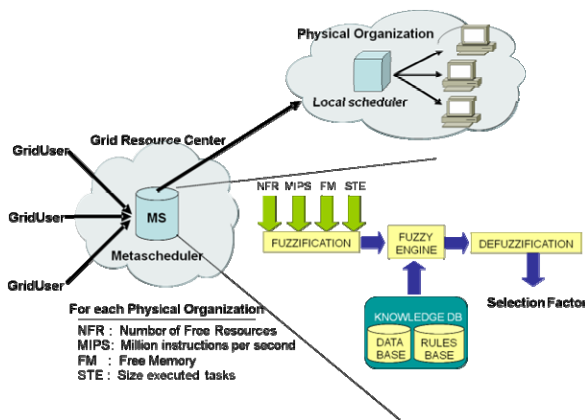 Physical Organization
Local scheduler
Grid Resource Center
GridUser
GridUser
GridUser
MS
Metascheduler
NFR MIPS FM STE
FUZZIFICATION
FUZZY ENGINE
DEFUZZIFICATION
Selection Factor
KNOWLEDGE DB
DATA BASE
RULES BASE
For each Physical Organization
NFR : Number of Free Resources
MIPS: Million instructions per second
FM : Free Memory
STE : Size executed tasks